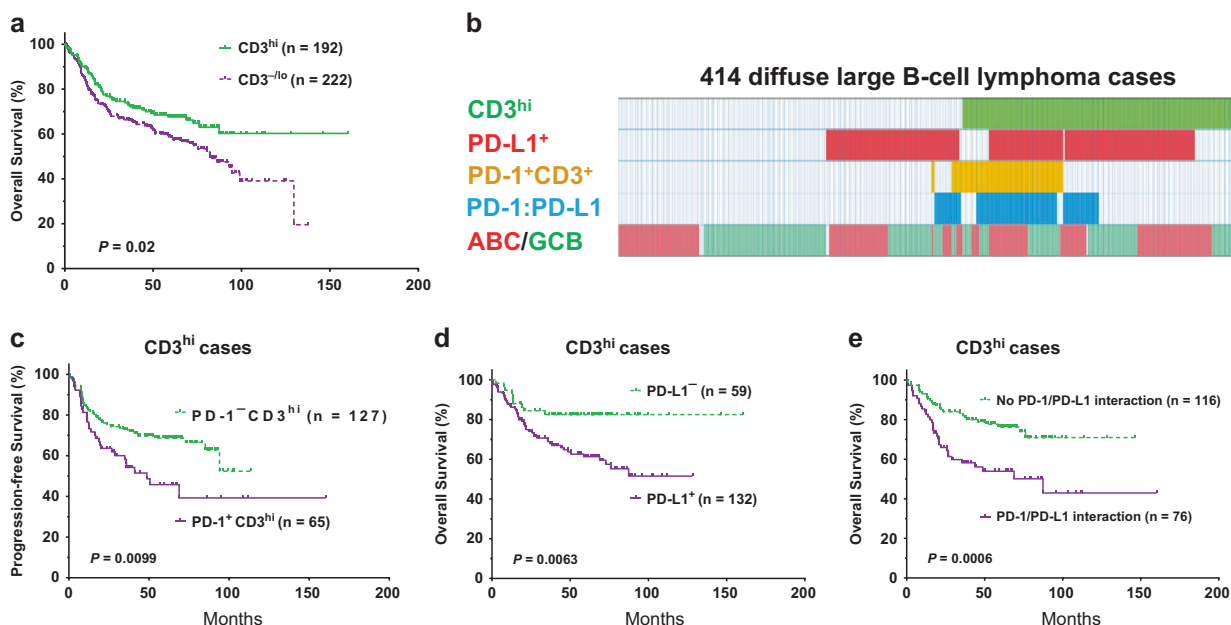 a
Overall Survival (%)
100
80
60
40
20
0
CD3hi (n = 192)
CD3–/lo (n = 222)
P = 0.02
0 50 100 150 200
b
414 diffuse large B-cell lymphoma cases
CD3hi
PD-L1+
PD-1+CD3+
PD-1:PD-L1
ABC/GCB
c
CD3hi cases
Progression-free Survival (%)
100
80
60
40
80
0
PD-1–CD3hi (n = 127)
PD-1+ CD3hi (n = 65)
P = 0.0099
0 50 100 150 200
Months
d
CD3hi cases
Overall Survival (%)
100
80
60
40
80
0
PD-L1– (n = 59)
PD-L1+ (n = 132)
P = 0.0063
0 50 100 150 200
Months
e
CD3hi cases
Overall Survival (%)
100
80
60
40
80
0
No PD-1/PD-L1 interaction (n = 116)
PD-1/PD-L1 interaction (n = 76)
P = 0.0006
0 50 100 150 200
Months